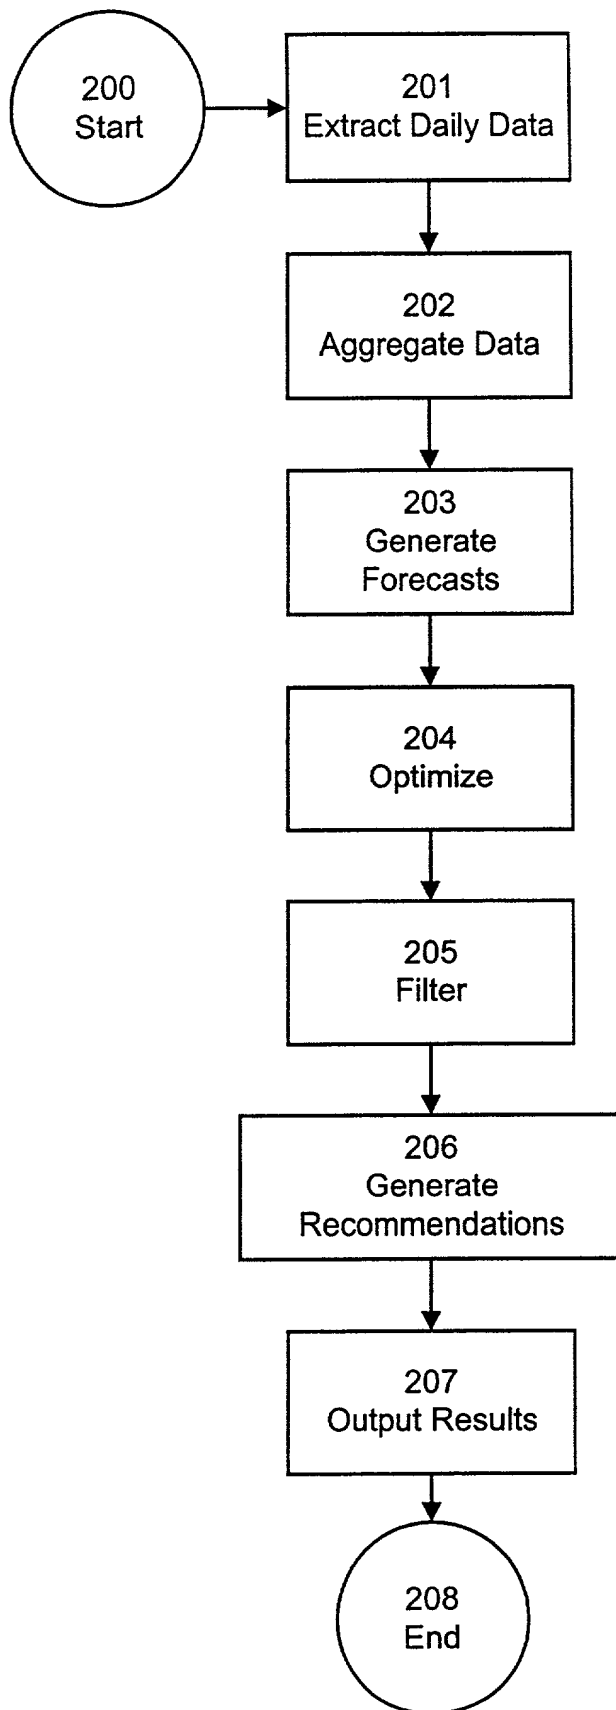 200
Start
201
Extract Daily Data
202
Aggregate Data
203
Generate
Forecasts
204
Optimize
205
Filter
206
Generate
Recommendations
207
Output Results
208
End